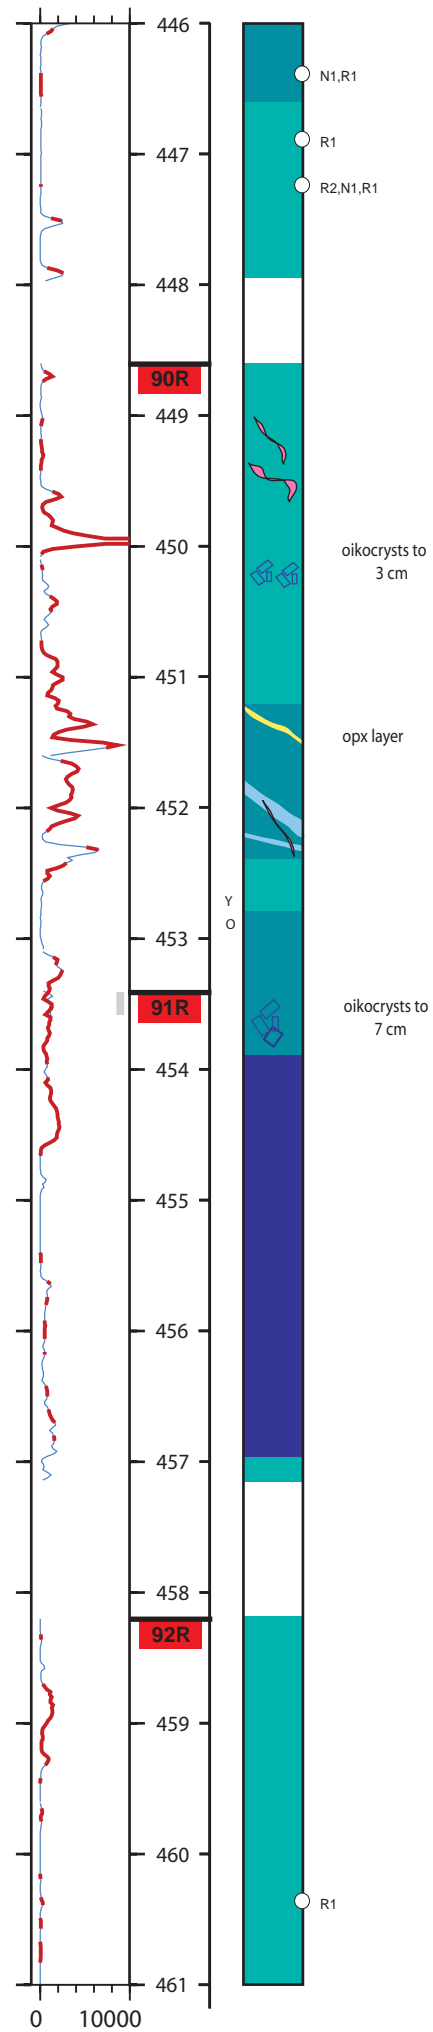 446
N1,R1
R1
447
R2,N1,R1
448
90R
449
450
oikocrysts to
3 cm
451
opx layer
452
Y
O
453
91R
oikocrysts to
7 cm
454
455
456
457
458
92R
459
460
R1
461
0 10000